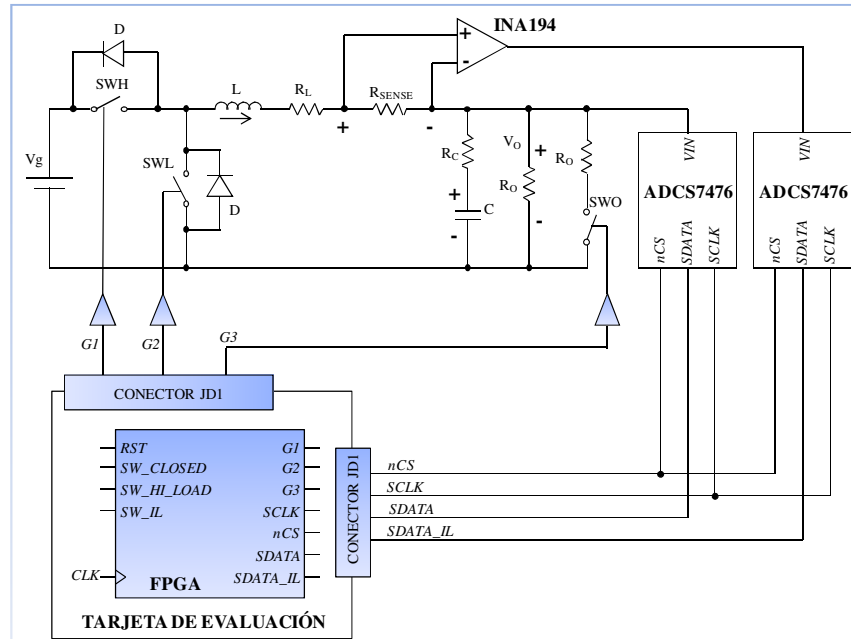 INA194
D
SWH
L
R_L
R_SENSE
+
-
+
-
Vg
SWL
D
R_C
+
C
-
V_O
+
R_O
-
R_O
SWO
VIN
ADCS7476
nCS
SDATA
SCLK
VIN
ADCS7476
nCS
SDATA
SCLK
G1
G2
G3
CONECTOR JD1
RST
SW_CLOSED
SW_HI_LOAD
SW_IL
CLK
G1
G2
G3
SCLK
nCS
SDATA
SDATA_IL
FPGA
CONECTOR JD1
nCS
SCLK
SDATA
SDATA_IL
TARJETA DE EVALUACIÓN